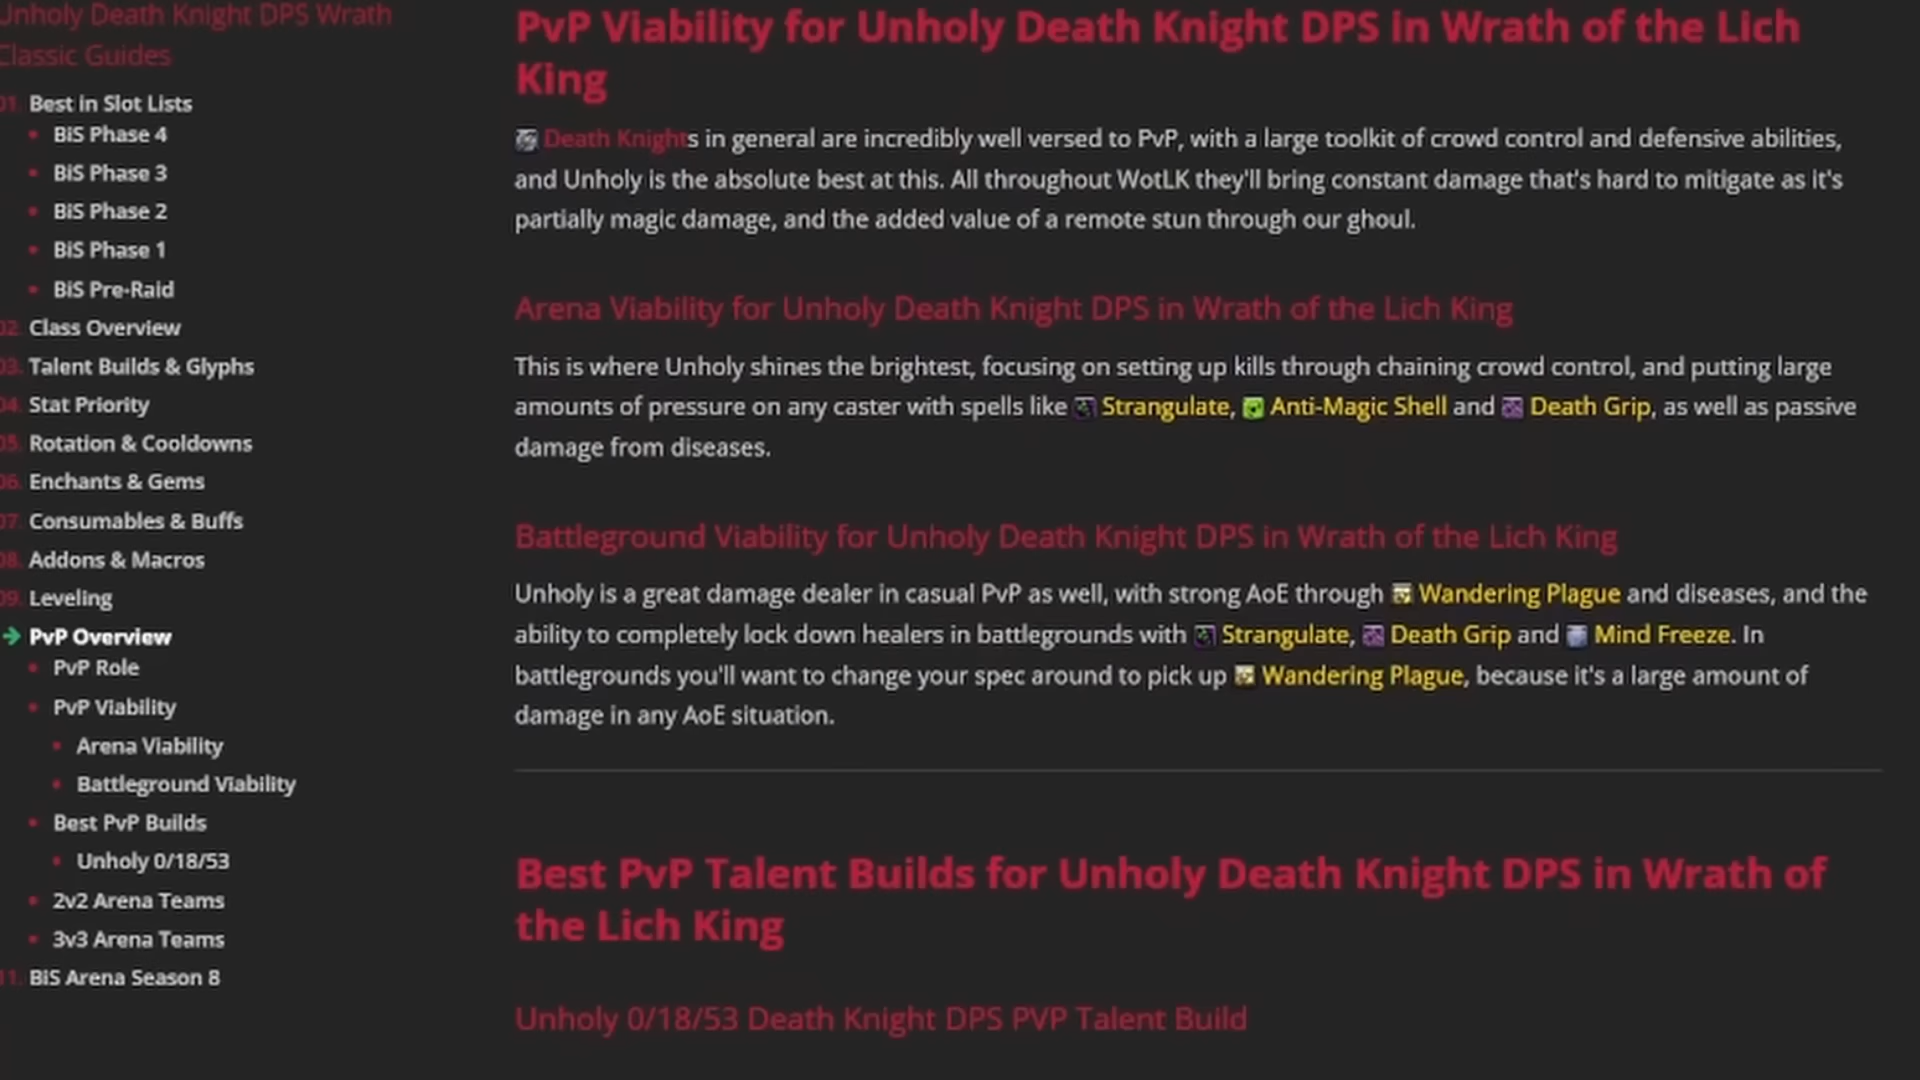 Unholy Death Knight DPS Wrath
Classic Guides
01. Best in Slot Lists
BiS Phase 4
BiS Phase 3
BiS Phase 2
BiS Phase 1
BiS Pre-Raid
02. Class Overview
03. Talent Builds & Glyphs
04. Stat Priority
05. Rotation & Cooldowns
06. Enchants & Gems
07. Consumables & Buffs
08. Addons & Macros
09. Leveling
PvP Overview
PvP Role
PvP Viability
Arena Viability
Battleground Viability
Best PvP Builds
Unholy 0/18/53
2v2 Arena Teams
3v3 Arena Teams
11. BiS Arena Season 8
PvP Viability for Unholy Death Knight DPS in Wrath of the Lich
King
Death Knights in general are incredibly well versed to PvP, with a large toolkit of crowd control and defensive abilities,
and Unholy is the absolute best at this. All throughout WotLK they'll bring constant damage that's hard to mitigate as it's
partially magic damage, and the added value of a remote stun through our ghoul.
Arena Viability for Unholy Death Knight DPS in Wrath of the Lich King
This is where Unholy shines the brightest, focusing on setting up kills through chaining crowd control, and putting large
amounts of pressure on any caster with spells like Strangulate, Anti-Magic Shell and Death Grip, as well as passive
damage from diseases.
Battleground Viability for Unholy Death Knight DPS in Wrath of the Lich King
Unholy is a great damage dealer in casual PvP as well, with strong AoE through Wandering Plague and diseases, and the
ability to completely lock down healers in battlegrounds with Strangulate, Death Grip and Mind Freeze. In
battlegrounds you'll want to change your spec around to pick up Wandering Plague, because it's a large amount of
damage in any AoE situation.
Best PvP Talent Builds for Unholy Death Knight DPS in Wrath of
the Lich King
Unholy 0/18/53 Death Knight DPS PVP Talent Build